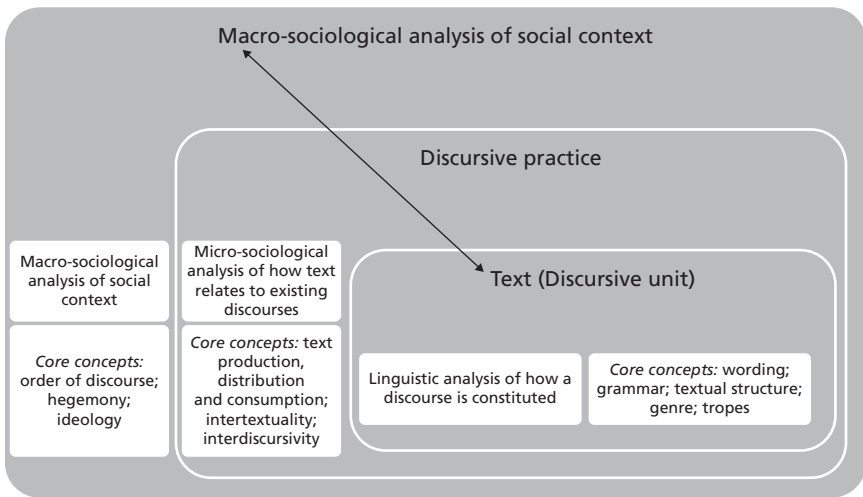 Macro-sociological analysis of social context
Discursive practice
Text (Discursive unit)
Macro-sociological
analysis of social
context
Core concepts:
order of discourse;
hegemony;
ideology
Micro-sociological
analysis of how text
relates to existing
discourses
Core concepts: text
production,
distribution
and consumption;
intertextuality;
interdiscursivity
Linguistic analysis of how a
discourse is constituted
Core concepts: wording;
grammar; textual structure;
genre; tropes